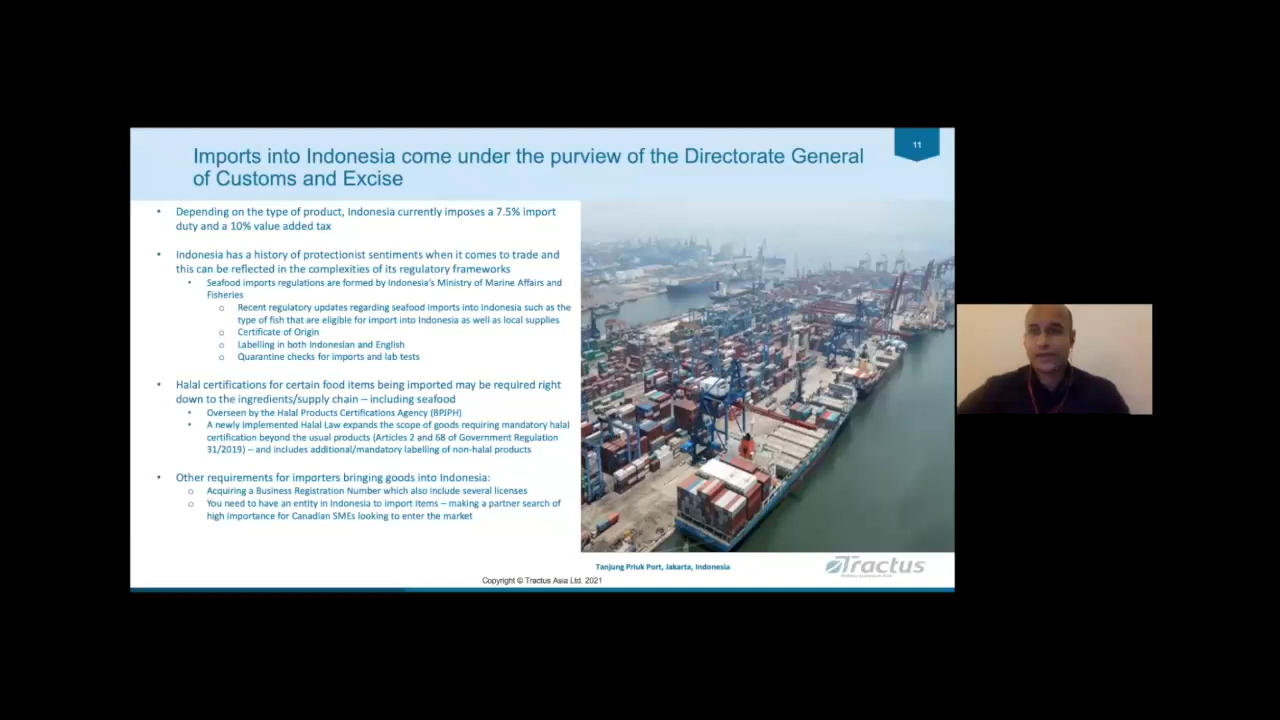 Imports into Indonesia come under the purview of the Directorate General
of Customs and Excise
11
• Depending on the type of product, Indonesia currently imposes a 7.5% import
duty and a 10% value added tax
• Indonesia has a history of protectionist sentiments when it comes to trade and
this can be reflected in the complexities of its regulatory frameworks
• Seafood imports regulations are formed by Indonesia's Ministry of Marine Affairs and
Fisheries
o Recent regulatory updates regarding seafood imports into Indonesia such as the
type of fish that are eligible for import into Indonesia as well as local supplies
o Certificate of Origin
o Labelling in both Indonesian and English
o Quarantine checks for imports and lab tests
• Halal certifications for certain food items being imported may be required right
down to the ingredients/supply chain – including seafood
• Overseen by the Halal Products Certifications Agency (BPJPH)
• A newly implemented Halal Law expands the scope of goods requiring mandatory halal
certification beyond the usual products (Articles 2 and 68 of Government Regulation
31/2019) – and includes additional/mandatory labelling of non-halal products
• Other requirements for importers bringing goods into Indonesia:
o Acquiring a Business Registration Number which also include several licenses
o You need to have an entity in Indonesia to import items – making a partner search of
high importance for Canadian SMEs looking to enter the market
Tanjung Priuk Port, Jakarta, Indonesia
Tractus
Copyright © Tractus Asia Ltd. 2021